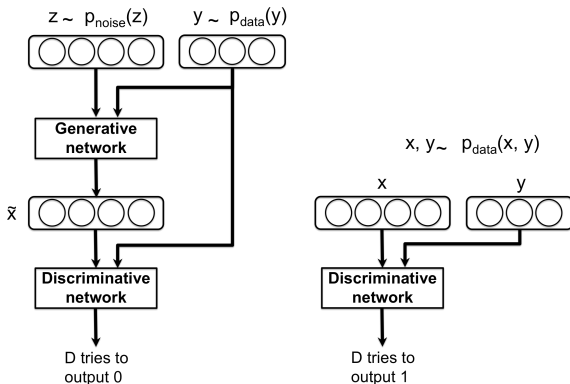 z ~ p_noise(z)
y ~ p_data(y)
Generative
network
x̃
Discriminative
network
D tries to
output 0
x, y ~ p_data(x, y)
x
y
Discriminative
network
D tries to
output 1